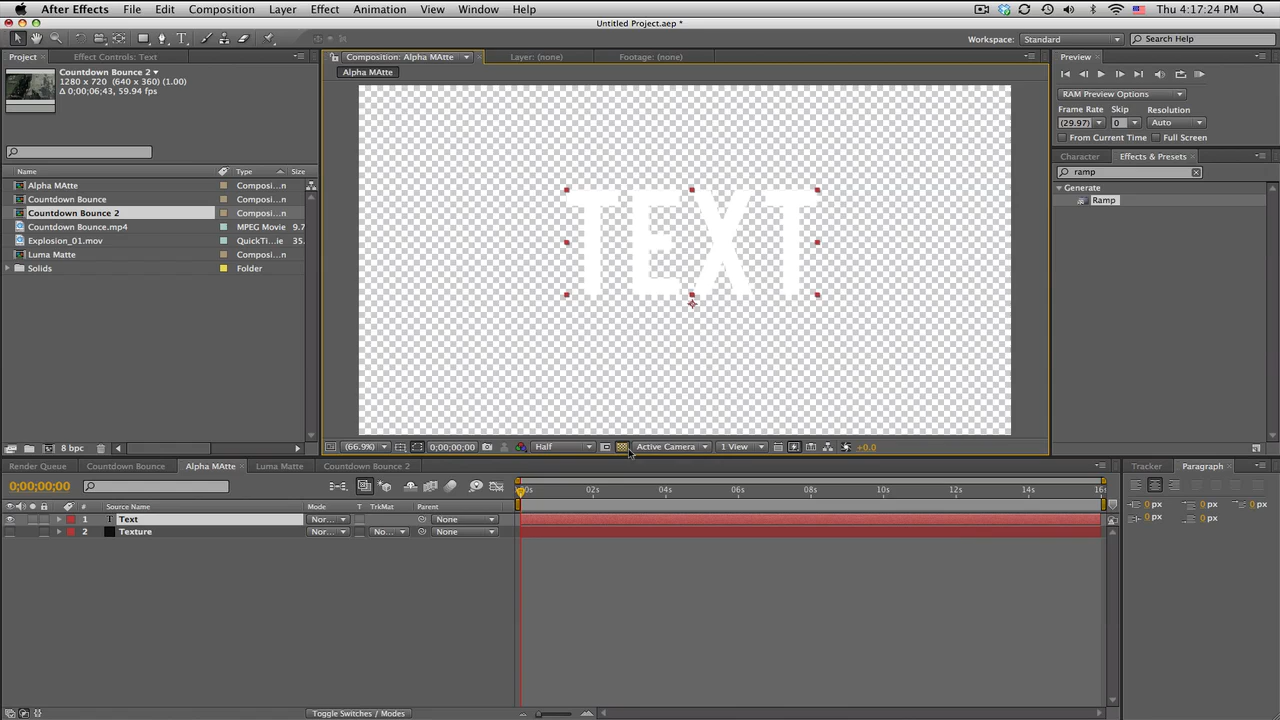 After Effects File Edit Composition Layer Effect Animation View Window Help Thu 4:17:24 PM
Untitled Project.aep *
Workspace: Standard Search Help
Project Effect Controls: Text Composition: Alpha MAtte Layer: (none) Footage: (none) Preview
Countdown Bounce 2
1280 x 720 (640 x 360) (1.00)
Δ 0;00;06;43, 59.94 fps
Alpha MAtte
RAM Preview Options
Frame Rate Skip Resolution
(29.97) 0 Auto
From Current Time Full Screen
Character Effects & Presets
ramp
Generate
Ramp
Name Type Size
Alpha MAtte Composi...n
Countdown Bounce Composi...n
Countdown Bounce 2 Composi...n
Countdown Bounce.mp4 MPEG Movie 9.7
Explosion_01.mov QuickTi...ie 35.
Luma Matte Composi...n
Solids Folder
TEXT
8 bpc
(66.9%) 0;00;00;00 Half Active Camera 1 View +0.0
Render Queue Countdown Bounce Alpha MAtte Luma Matte Countdown Bounce 2
Tracker Paragraph
0;00;00;00
02s 04s 06s 08s 10s 12s 14s 16s
# Source Name Mode T TrkMat Parent
1 T Text Nor... None
2 Texture Nor... No... None
0 px 0 px 0 px
0 px 0 px
Toggle Switches / Modes